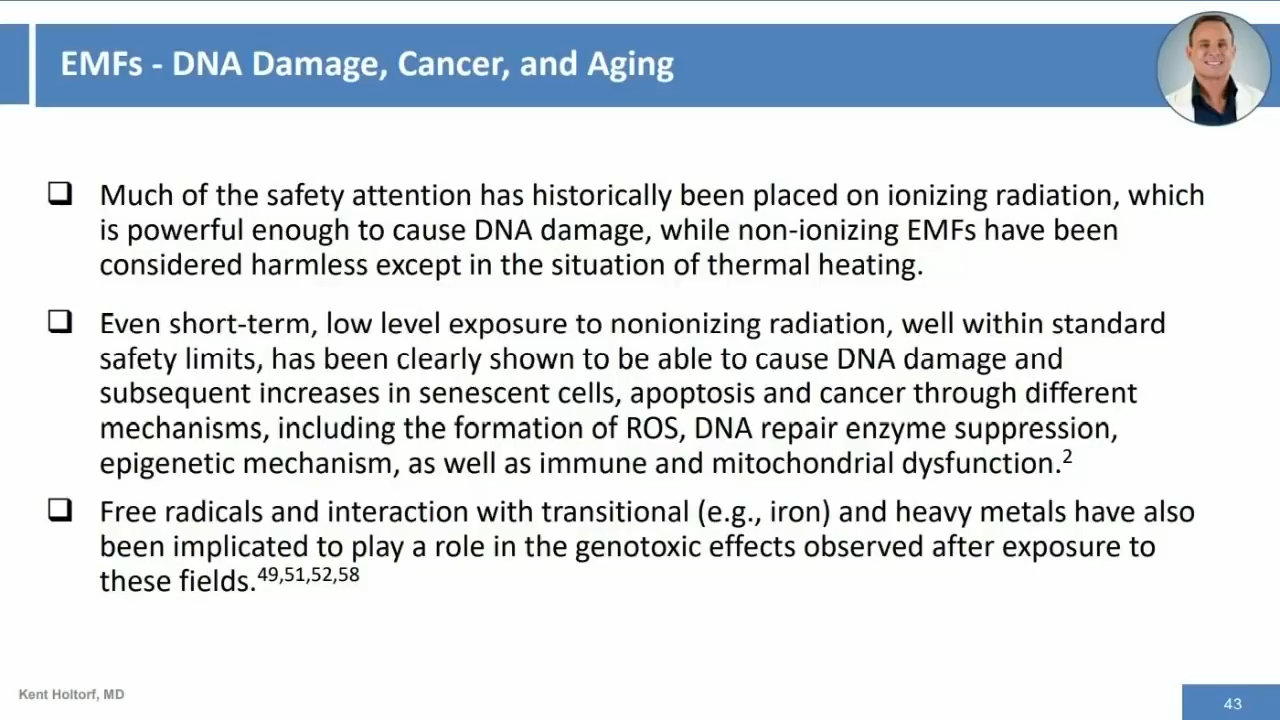 EMFs - DNA Damage, Cancer, and Aging
❑ Much of the safety attention has historically been placed on ionizing radiation, which
is powerful enough to cause DNA damage, while non-ionizing EMFs have been
considered harmless except in the situation of thermal heating.
❑ Even short-term, low level exposure to nonionizing radiation, well within standard
safety limits, has been clearly shown to be able to cause DNA damage and
subsequent increases in senescent cells, apoptosis and cancer through different
mechanisms, including the formation of ROS, DNA repair enzyme suppression,
epigenetic mechanism, as well as immune and mitochondrial dysfunction.2
❑ Free radicals and interaction with transitional (e.g., iron) and heavy metals have also
been implicated to play a role in the genotoxic effects observed after exposure to
these fields.49,51,52,58
Kent Holtorf, MD
43